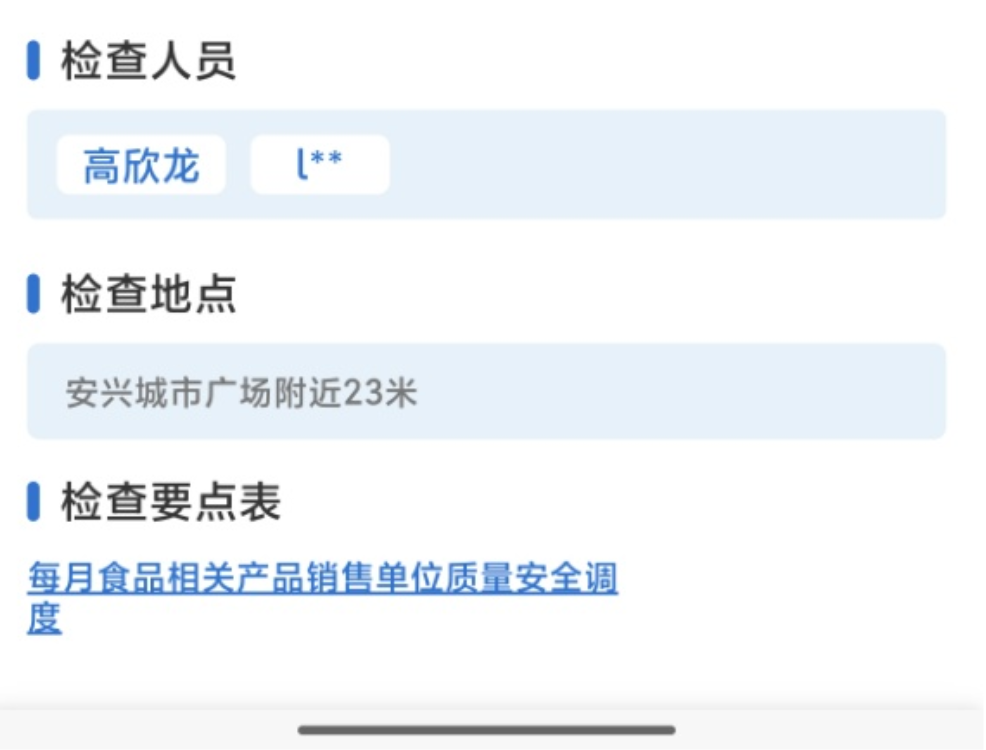 检查人员
高欣龙 l**
检查地点
安兴城市广场附近23米
检查要点表
每月食品相关产品销售单位质量安全调
度